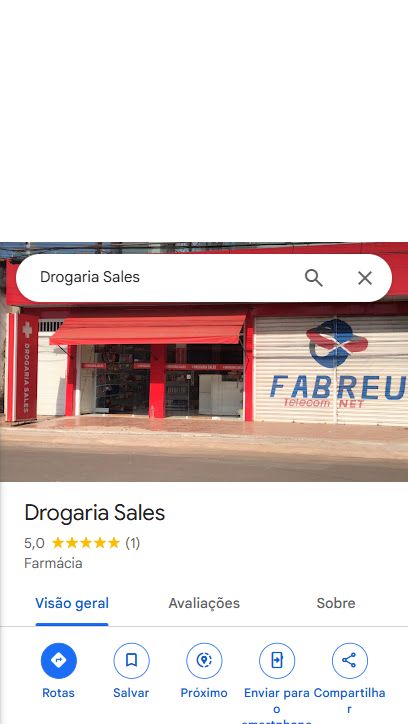 Drogaria Sales
DROGARIA SALES
FABREU
Telecom NET
Drogaria Sales
5,0 (1)
Farmácia
Visão geral Avaliações Sobre
Rotas Salvar Próximo Enviar para o smartphone Compartilhar